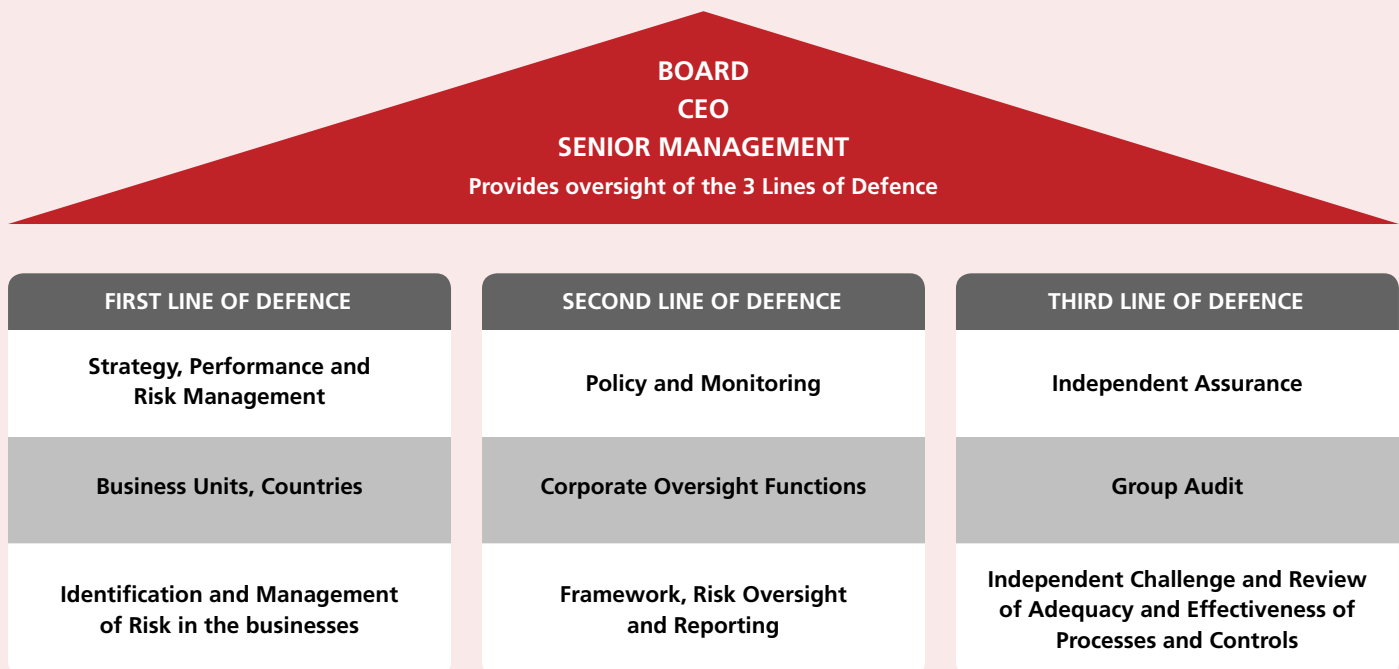 BOARD
CEO
SENIOR MANAGEMENT
Provides oversight of the 3 Lines of Defence
FIRST LINE OF DEFENCE
Strategy, Performance and
Risk Management
Business Units, Countries
Identification and Management
of Risk in the businesses
SECOND LINE OF DEFENCE
Policy and Monitoring
Corporate Oversight Functions
Framework, Risk Oversight
and Reporting
THIRD LINE OF DEFENCE
Independent Assurance
Group Audit
Independent Challenge and Review
of Adequacy and Effectiveness of
Processes and Controls